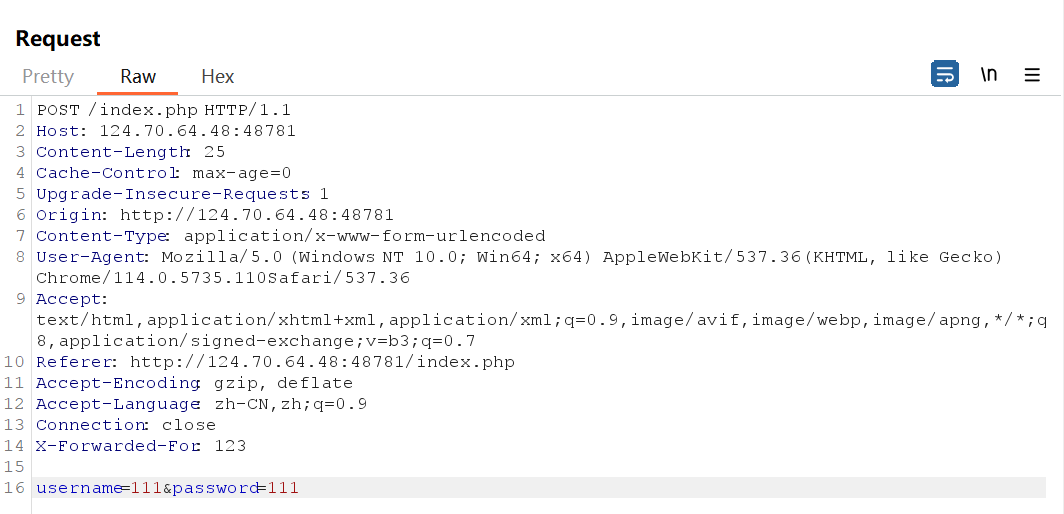 Request
Pretty Raw Hex \n
1 POST /index.php HTTP/1.1
2 Host: 124.70.64.48:48781
3 Content-Length: 25
4 Cache-Control: max-age=0
5 Upgrade-Insecure-Requests: 1
6 Origin: http://124.70.64.48:48781
7 Content-Type: application/x-www-form-urlencoded
8 User-Agent: Mozilla/5.0 (Windows NT 10.0; Win64; x64) AppleWebKit/537.36(KHTML, like Gecko)
Chrome/114.0.5735.110Safari/537.36
9 Accept:
text/html,application/xhtml+xml,application/xml;q=0.9,image/avif,image/webp,image/apng,*/*;q
8,application/signed-exchange;v=b3;q=0.7
10 Referer: http://124.70.64.48:48781/index.php
11 Accept-Encoding: gzip, deflate
12 Accept-Language: zh-CN,zh;q=0.9
13 Connection: close
14 X-Forwarded-For: 123
15
16 username=111&password=111